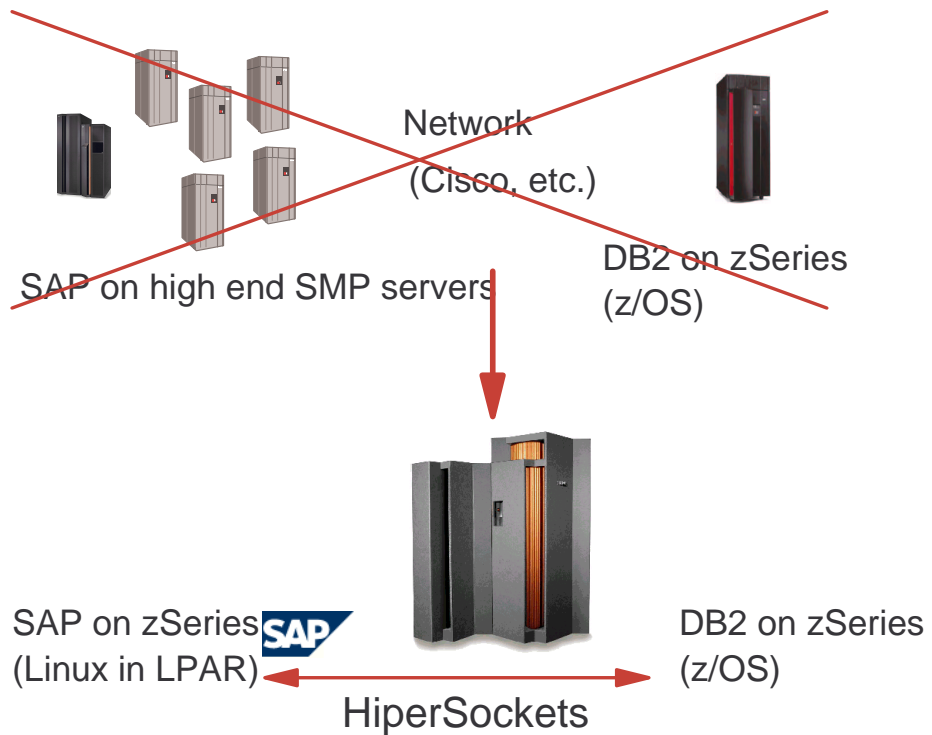 Network
(Cisco, etc.)
SAP on high end SMP servers
DB2 on zSeries
(z/OS)
SAP on zSeries
(Linux in LPAR)
SAP
DB2 on zSeries
(z/OS)
HiperSockets